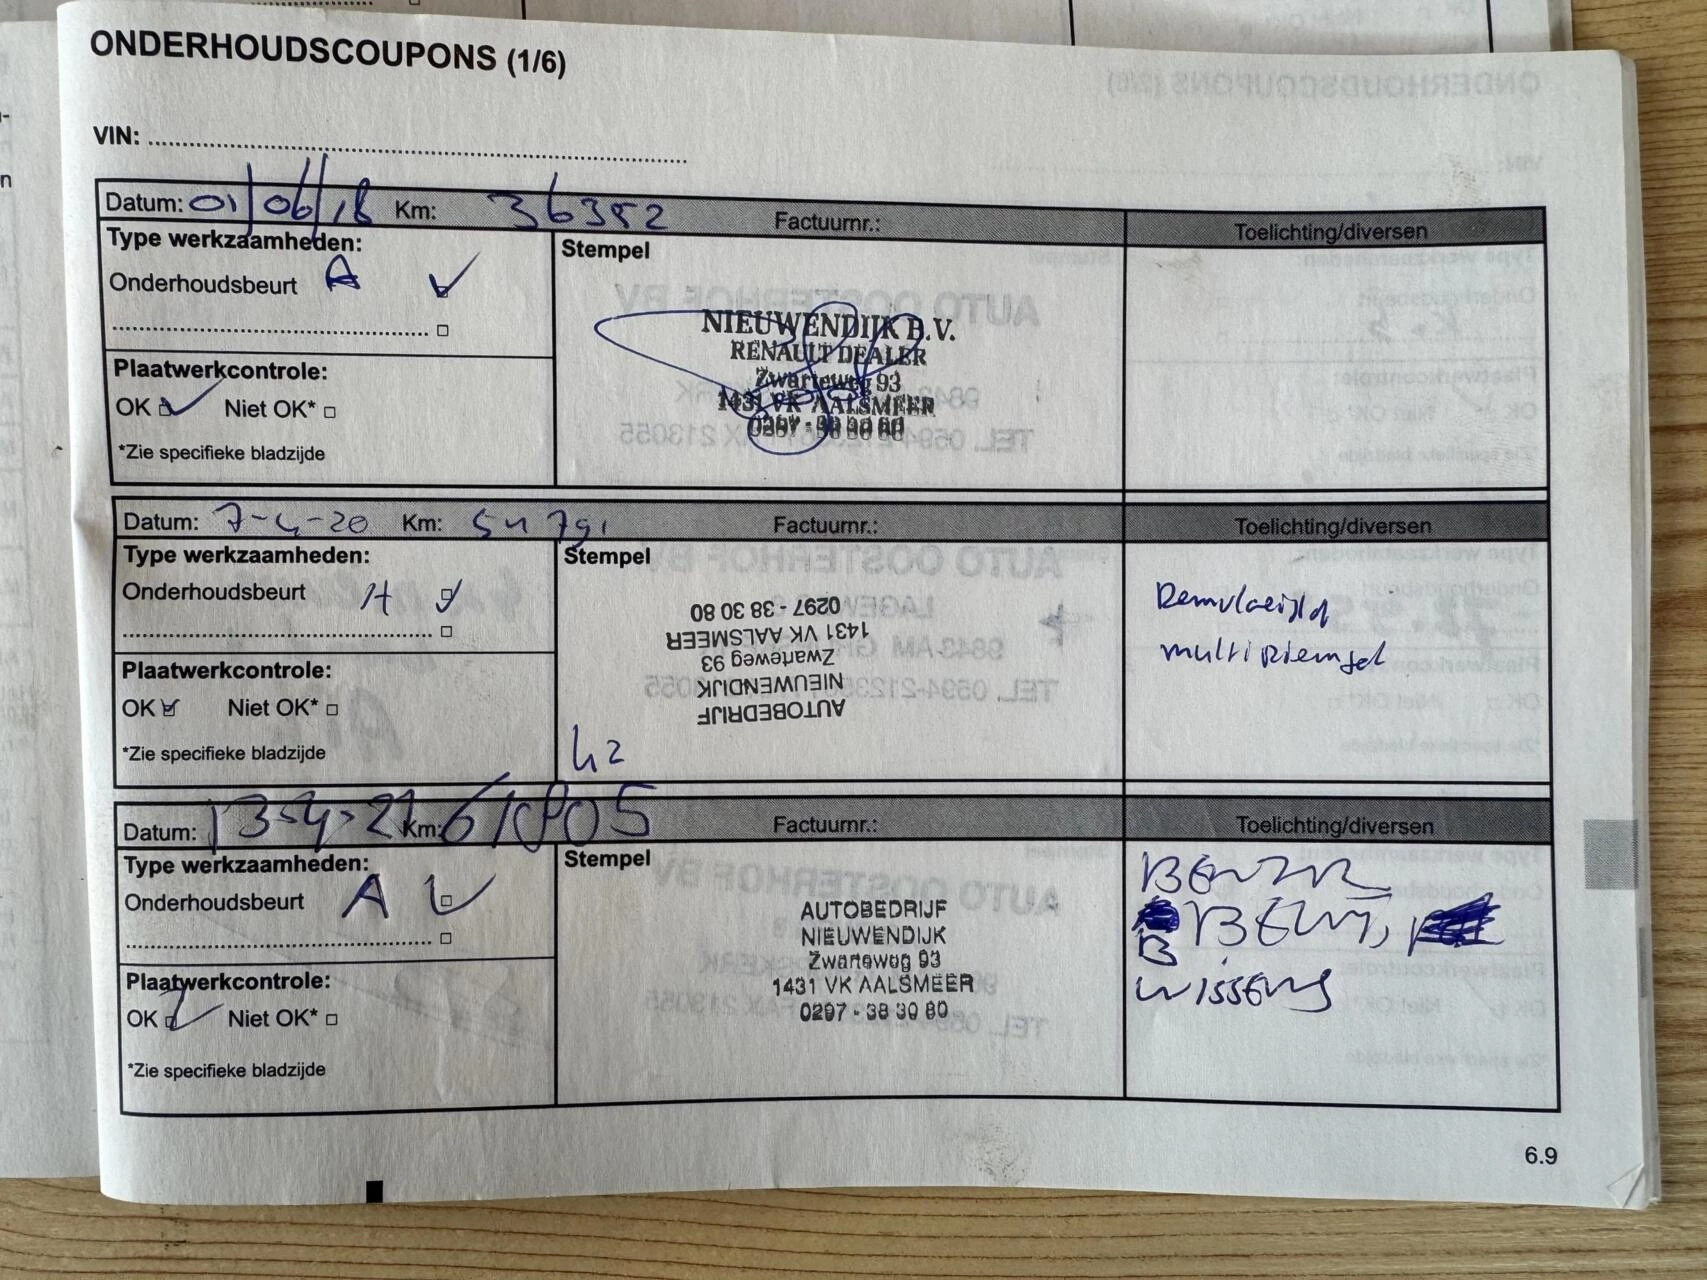 ONDERHOUDSCOUPONS (1/6)
VIN:
Datum: 01/06/18 Km: 36352 Factuurnr.: Toelichting/diversen
Type werkzaamheden:
Stempel
Onderhoudsbeurt A
Plaatwerkcontrole:
OK Niet OK*
*Zie specifieke bladzijde
NIEUWENDIJK B.V.
RENAULT DEALER
Zwarteweg 93
1431 VK AALSMEER
0297 - 38 30 80
Datum: 7-4-20 Km: 54791 Factuurnr.: Toelichting/diversen
Type werkzaamheden:
Stempel
Onderhoudsbeurt A
Plaatwerkcontrole:
OK Niet OK*
*Zie specifieke bladzijde
AUTOBEDRIJF
NIEUWENDIJK
Zwarteweg 93
1431 VK AALSMEER
0297 - 38 30 80
Remvloeistof
multiriemset
Datum: 13-4-21 Km: 61805 Factuurnr.: Toelichting/diversen
Type werkzaamheden:
Stempel
Onderhoudsbeurt A
Plaatwerkcontrole:
OK Niet OK*
*Zie specifieke bladzijde
AUTOBEDRIJF
NIEUWENDIJK
Zwarteweg 93
1431 VK AALSMEER
0297 - 38 30 80
wissers
6.9